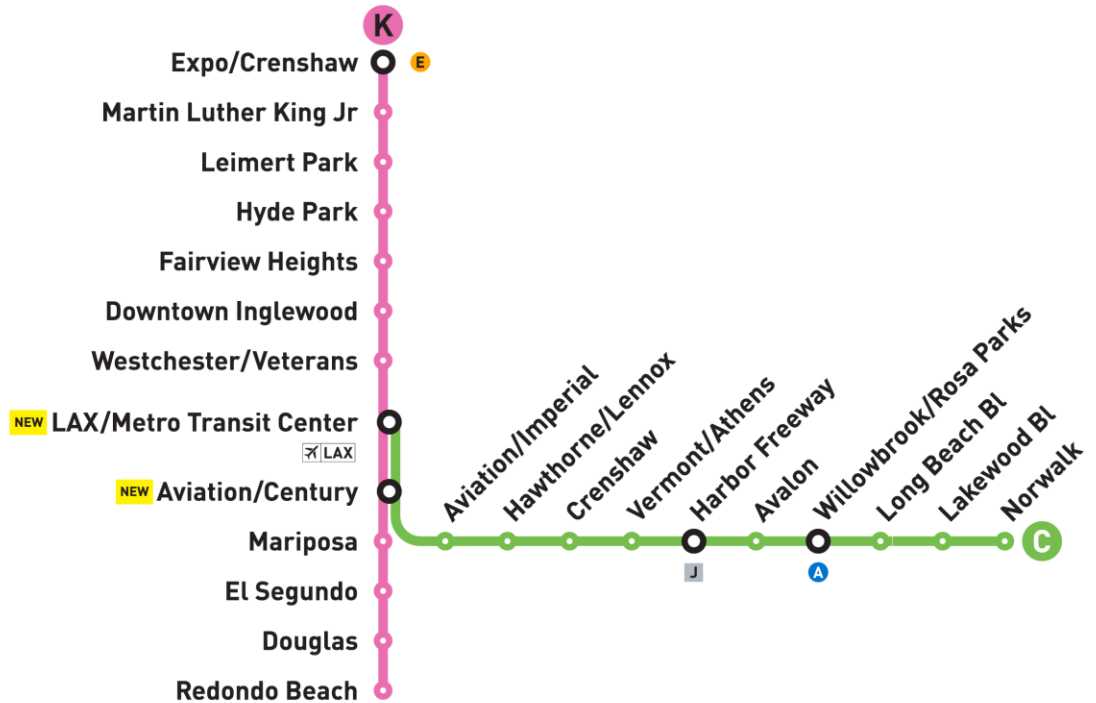 K
Expo/Crenshaw
E
Martin Luther King Jr
Leimert Park
Hyde Park
Fairview Heights
Downtown Inglewood
Westchester/Veterans
NEW LAX/Metro Transit Center
LAX
NEW Aviation/Century
Mariposa
El Segundo
Douglas
Redondo Beach
Aviation/Imperial
Hawthorne/Lennox
Crenshaw
Vermont/Athens
Harbor Freeway
J
Avalon
Willowbrook/Rosa Parks
A
Long Beach Bl
Lakewood Bl
Norwalk
C